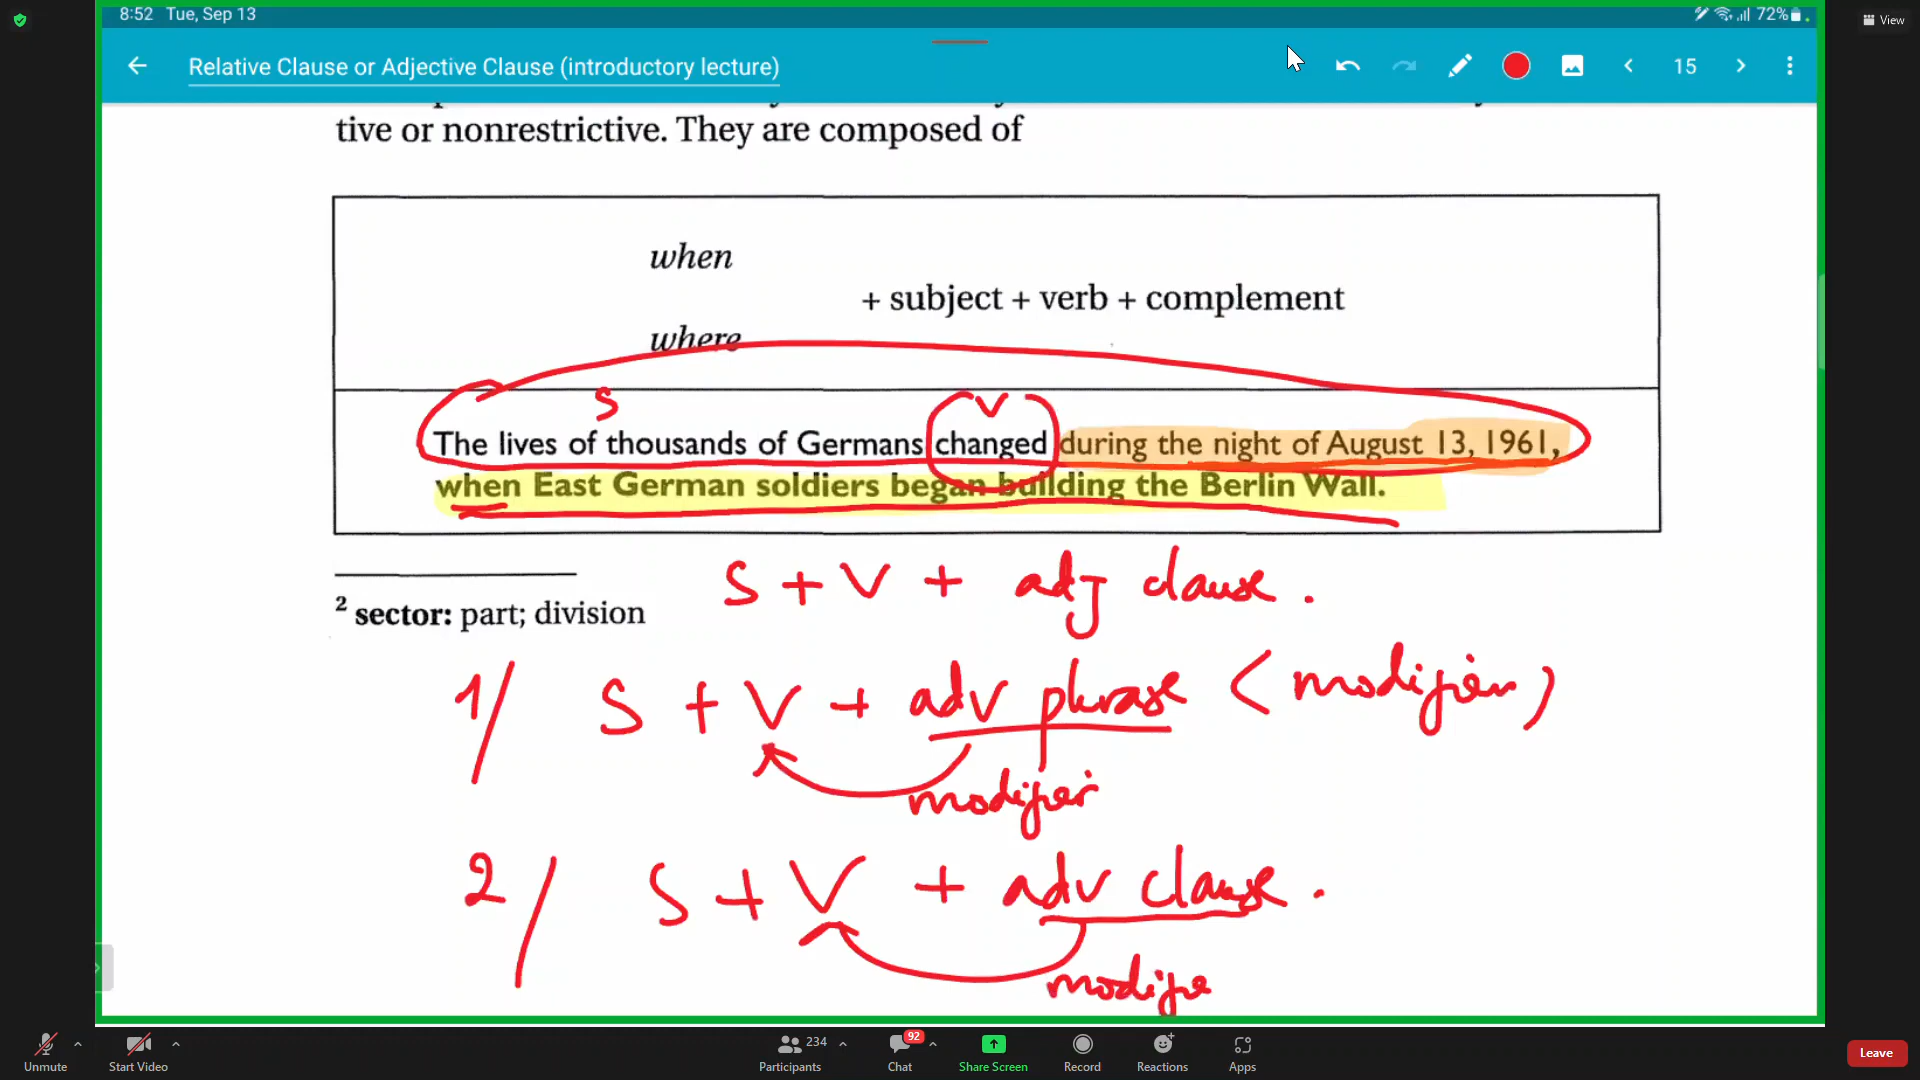 8:52 Tue, Sep 13
72%
View
Relative Clause or Adjective Clause (introductory lecture)
15
tive or nonrestrictive. They are composed of
when
+ subject + verb + complement
where
S
V
The lives of thousands of Germans changed during the night of August 13, 1961,
when East German soldiers began building the Berlin Wall.
S + V + adj clause.
2 sector: part; division
1/ S + V + adv phrase (modifier)
modifier
2/ S + V + adv clause.
modifie
234
92
Unmute
Start Video
Participants
Chat
Share Screen
Record
Reactions
Apps
Leave